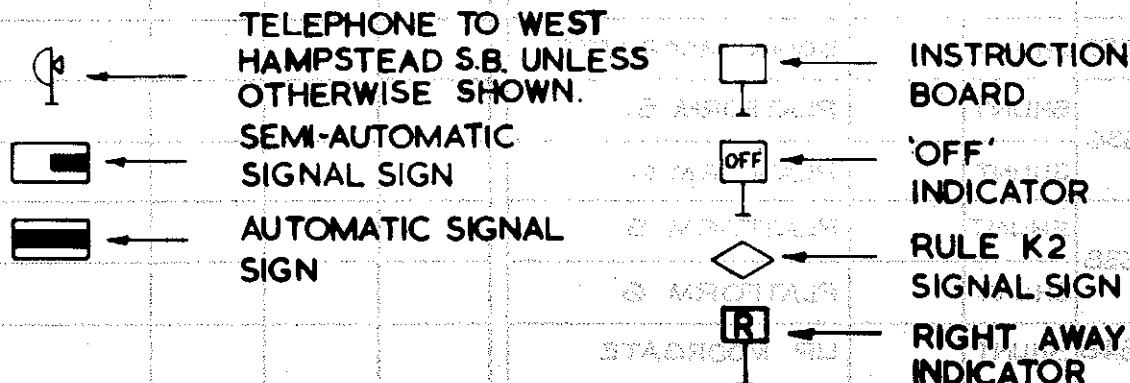 TELEPHONE TO WEST
HAMPSTEAD S.B. UNLESS
OTHERWISE SHOWN.
SEMI-AUTOMATIC
SIGNAL SIGN
AUTOMATIC SIGNAL
SIGN
INSTRUCTION
BOARD
OFF
'OFF'
INDICATOR
RULE K2
SIGNAL SIGN
R
RIGHT AWAY
INDICATOR